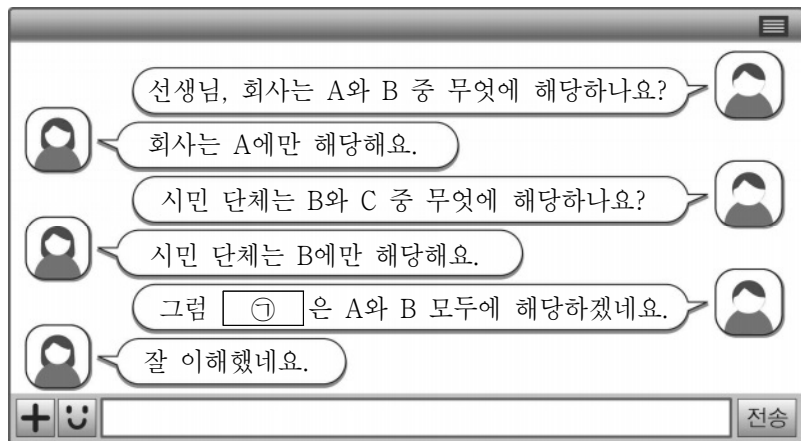 선생님, 회사는 A와 B 중 무엇에 해당하나요?
회사는 A에만 해당해요.
시민 단체는 B와 C 중 무엇에 해당하나요?
시민 단체는 B에만 해당해요.
그럼 ㉠ 은 A와 B 모두에 해당하겠네요.
잘 이해했네요.
전송